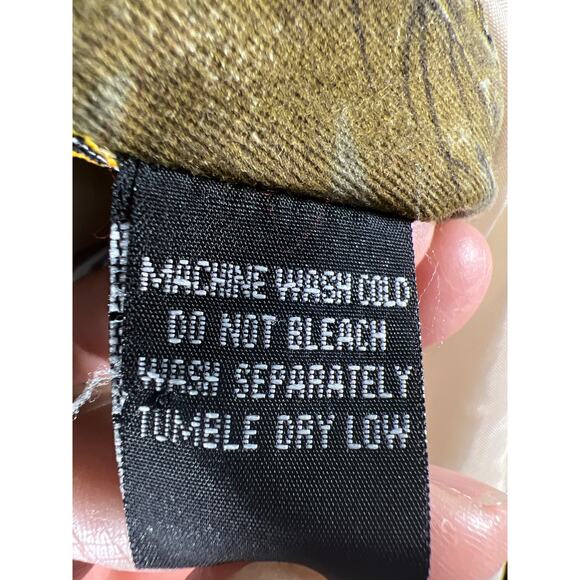 MACHINE WASH COLD
DO NOT BLEACH
WASH SEPARATELY
TUMBLE DRY LOW